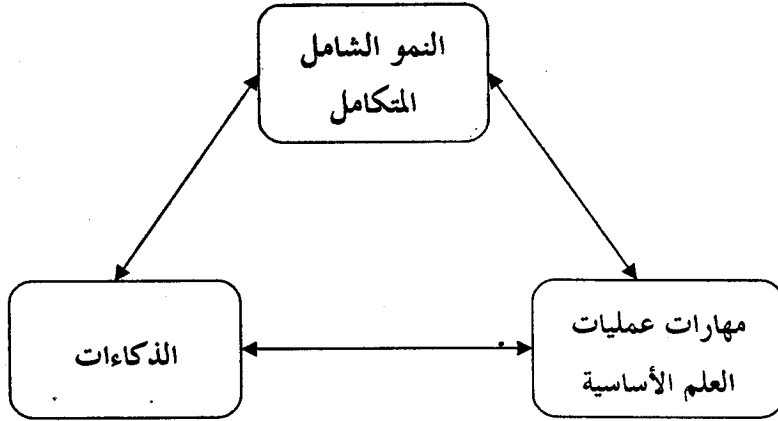 النمو الشامل
المتكامل
مهارات عمليات
العلم الأساسية
الذكاءات